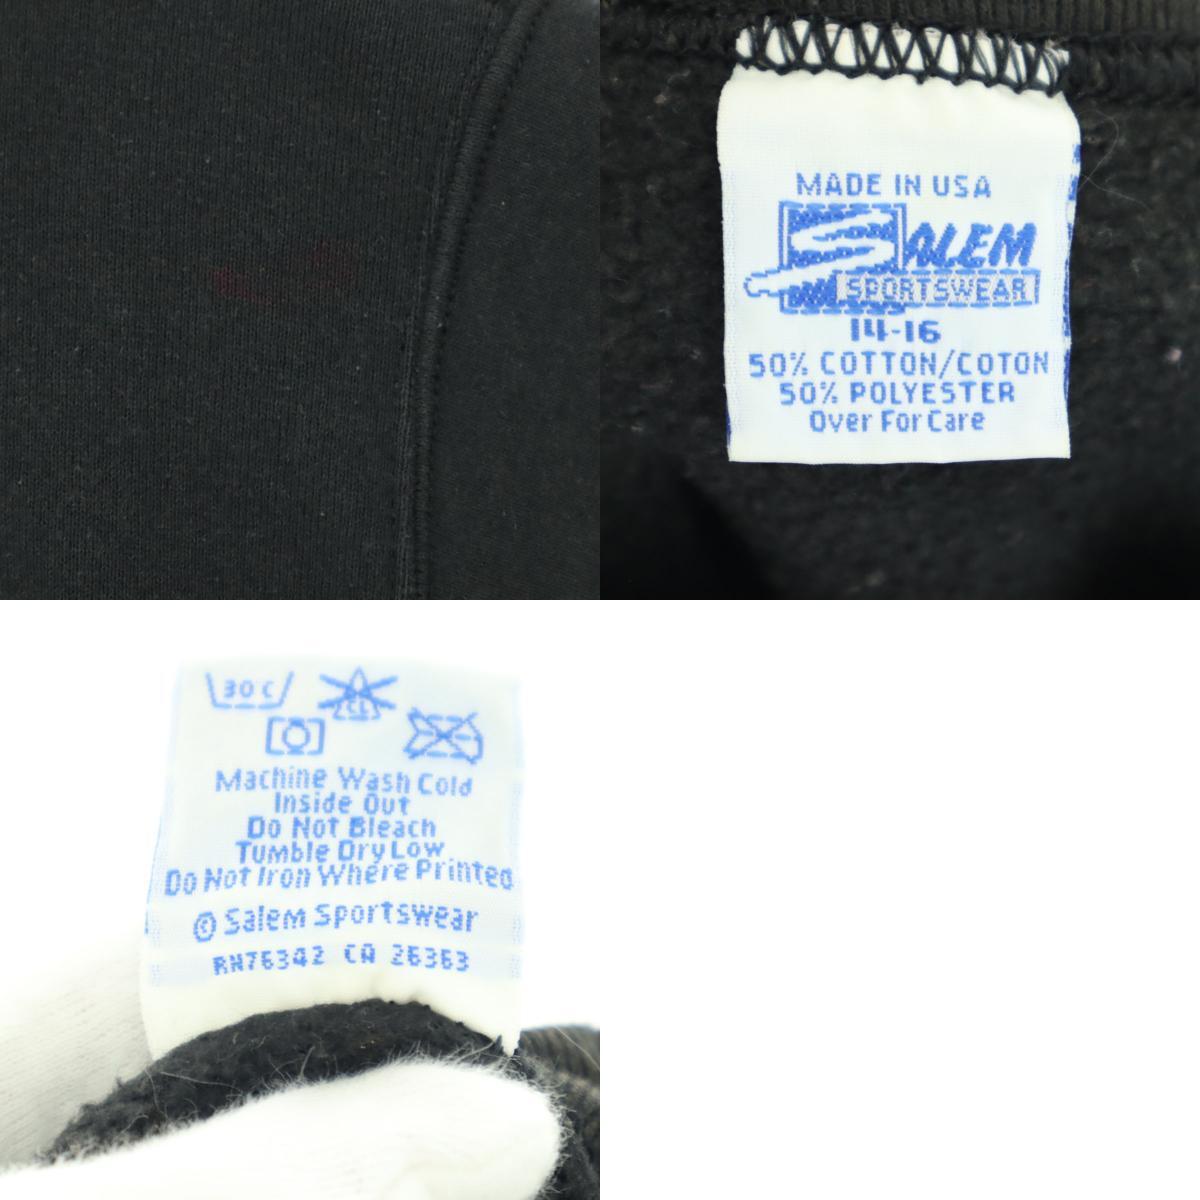 MADE IN USA
SALEM
SPORTSWEAR
14-16
50% COTTON/COTON
50% POLYESTER
Over For Care
30 C
CL
Machine Wash Cold
Inside Out
Do Not Bleach
Tumble Dry Low
Do Not Iron Where Printed
© Salem Sportswear
RN76342 CA 26363